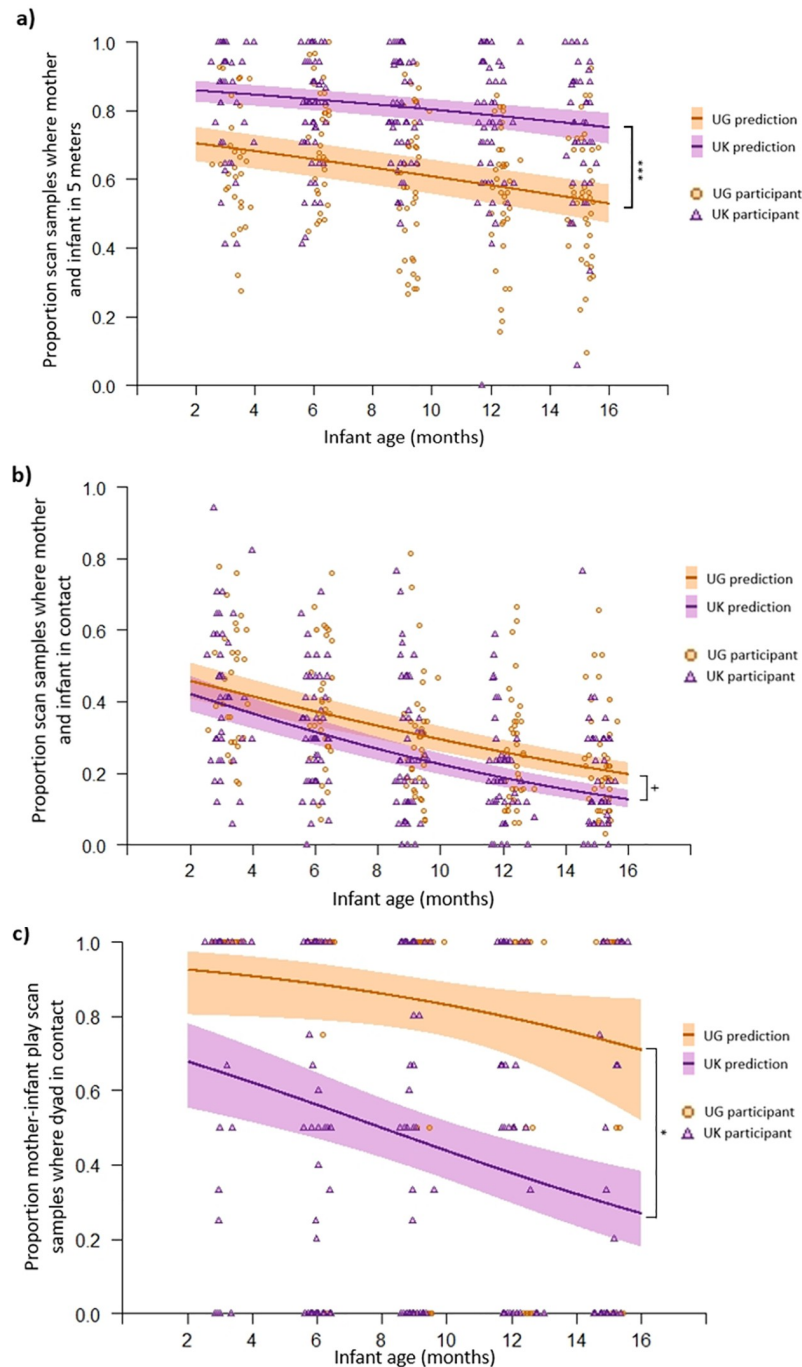 a)
Proportion scan samples where mother
and infant in 5 meters
1.0
0.8
0.6
0.4
0.2
0.0
2 4 6 8 10 12 14 16
Infant age (months)
***
UG prediction
UK prediction
UG participant
UK participant
b)
Proportion scan samples where mother
and infant in contact
1.0
0.8
0.6
0.4
0.2
0.0
2 4 6 8 10 12 14 16
Infant age (months)
+
UG prediction
UK prediction
UG participant
UK participant
c)
Proportion mother-infant play scan
samples where dyad in contact
1.0
0.8
0.6
0.4
0.2
0.0
2 4 6 8 10 12 14 16
Infant age (months)
*
UG prediction
UK prediction
UG participant
UK participant